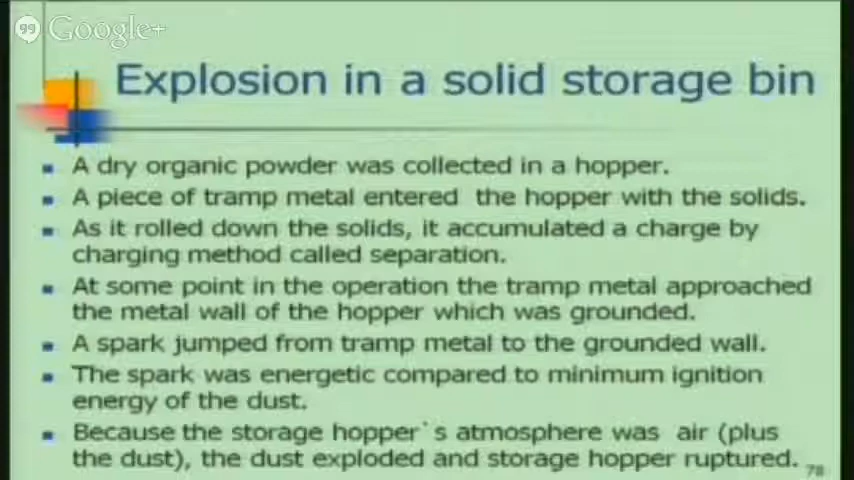 Google+
Explosion in a solid storage bin
A dry organic powder was collected in a hopper.
A piece of tramp metal entered the hopper with the solids.
As it rolled down the solids, it accumulated a charge by
charging method called separation.
At some point in the operation the tramp metal approached
the metal wall of the hopper which was grounded.
A spark jumped from tramp metal to the grounded wall.
The spark was energetic compared to minimum ignition
energy of the dust.
Because the storage hopper`s atmosphere was air (plus
the dust), the dust exploded and storage hopper ruptured.
78